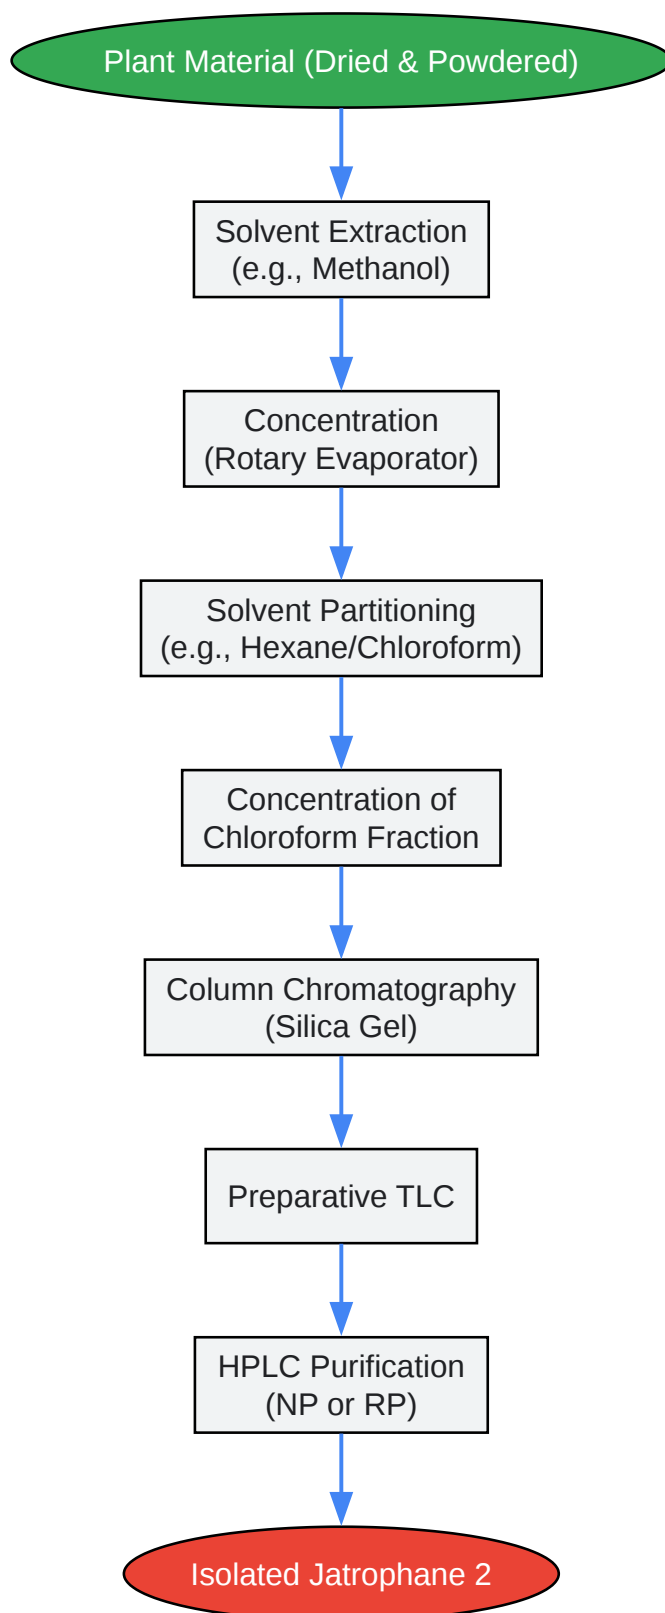 Plant Material (Dried & Powdered)
Solvent Extraction
(e.g., Methanol)
Concentration
(Rotary Evaporator)
Solvent Partitioning
(e.g., Hexane/Chloroform)
Concentration of
Chloroform Fraction
Column Chromatography
(Silica Gel)
Preparative TLC
HPLC Purification
(NP or RP)
Isolated Jatrophane 2